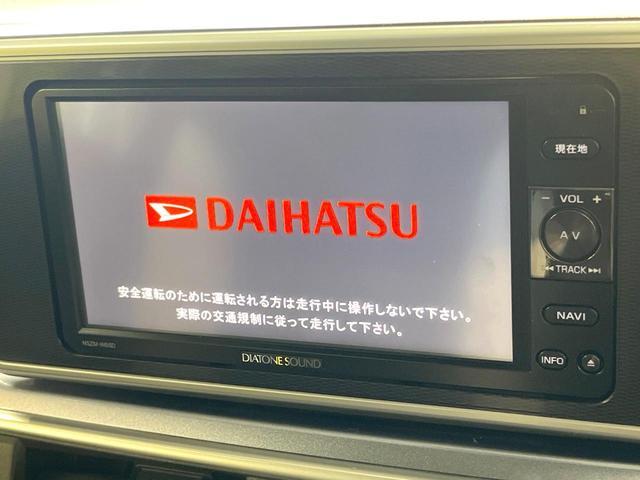 DAIHATSU
安全運転のために運転される方は走行中に操作しないで下さい。
実際の交通規制に従って走行して下さい。
DIATONE SOUND
現在地
− VOL +
AV
TRACK
NAVI
INFO